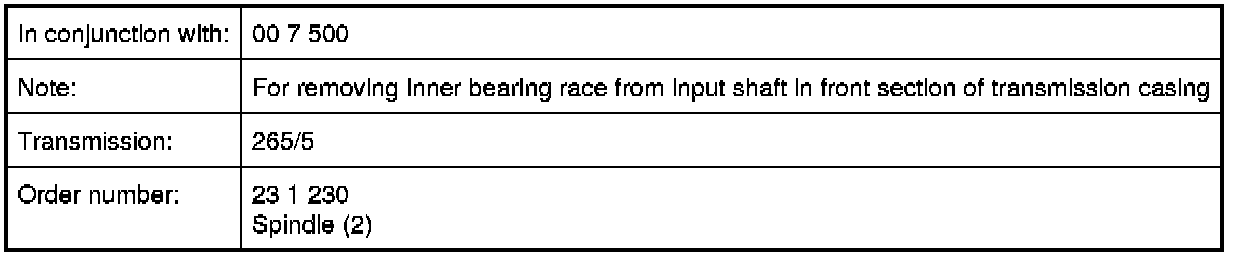 In conjunction with: 00 7 500
Note: For removing inner bearing race from input shaft in front section of transmission casing
Transmission: 265/5
Order number: 23 1 230
Spindle (2)